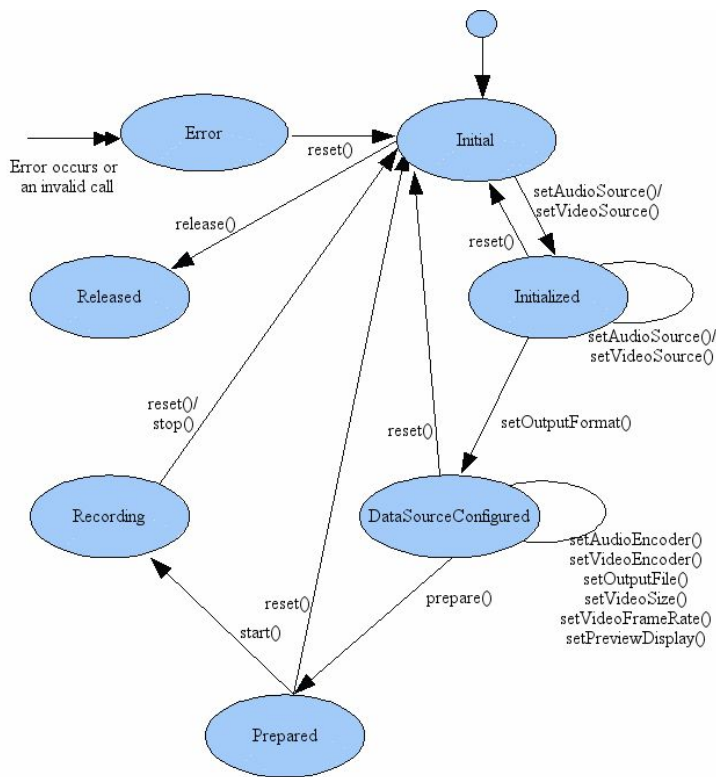 Error
Initial
reset()
Error occurs or
an invalid call
setAudioSource()/
setVideoSource()
release()
reset()
Released
Initialized
setAudioSource()/
setVideoSource()
reset()/
stop()
setOutputFormat()
reset()
Recording
DataSourceConfigured
setAudioEncoder()
setVideoEncoder()
setOutputFile()
setVideoSize()
setVideoFrameRate()
setPreviewDisplay()
reset()
prepare()
start()
Prepared